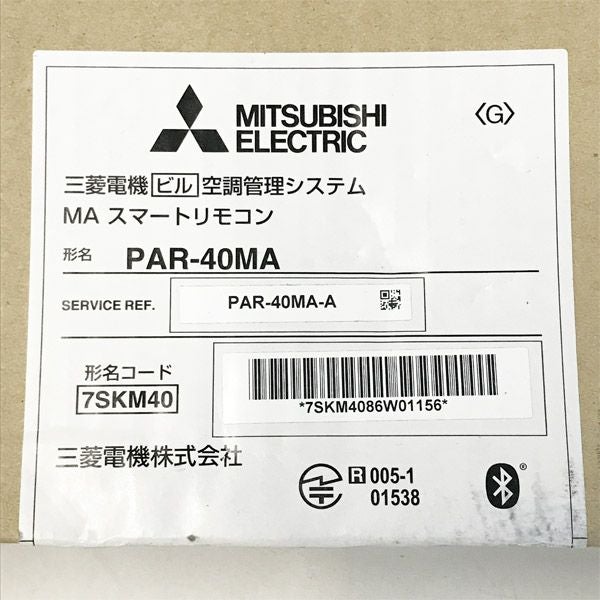 MITSUBISHI
ELECTRIC
〈G〉
三菱電機 ビル 空調管理システム
MA スマートリモコン
形名 PAR-40MA
SERVICE REF. PAR-40MA-A
形名コード
7SKM40
*7SKM4086W01156*
三菱電機株式会社
R 005-1
01538